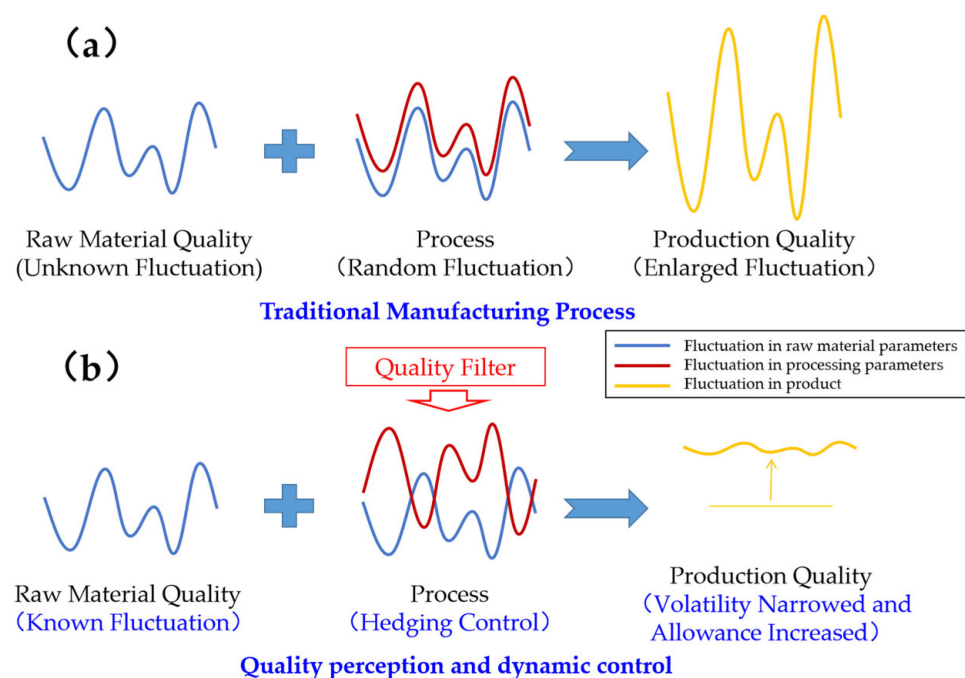 (a)
Raw Material Quality
(Unknown Fluctuation)
Process
（Random Fluctuation）
Production Quality
（Enlarged Fluctuation）
Traditional Manufacturing Process
Fluctuation in raw material parameters
Fluctuation in processing parameters
Fluctuation in product
(b)
Quality Filter
Raw Material Quality
（Known Fluctuation）
Process
（Hedging Control）
Production Quality
（Volatility Narrowed and
Allowance Increased）
Quality perception and dynamic control